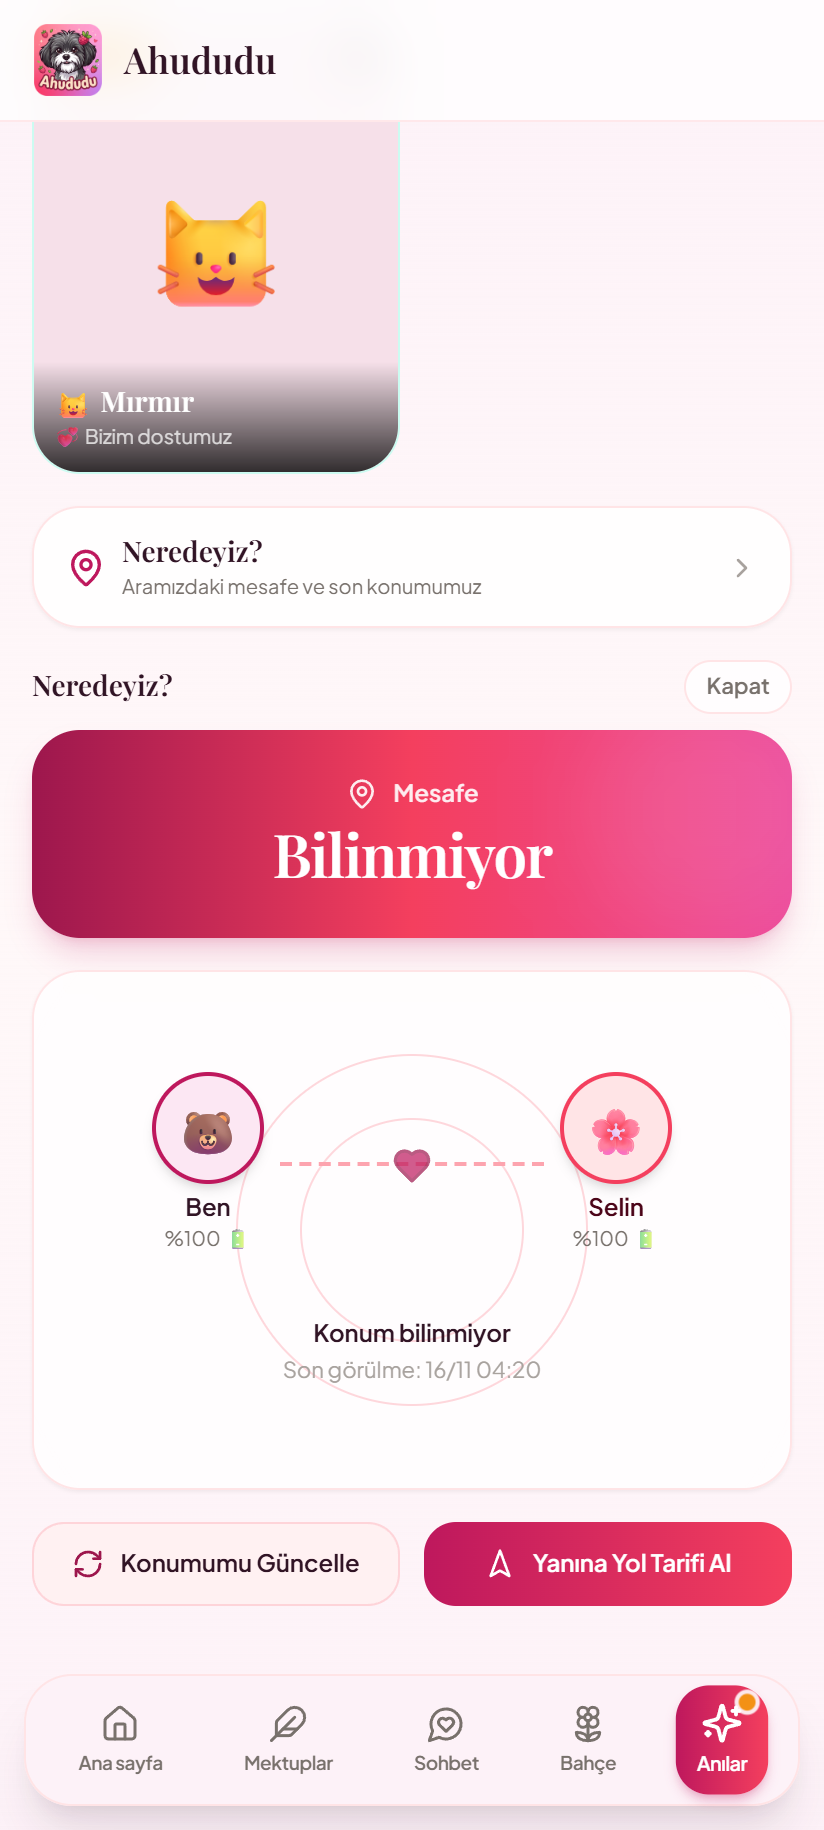 Ahududu
Ahududu
Mırmır
Bizim dostumuz
Neredeyiz?
Aramızdaki mesafe ve son konumumuz
Neredeyiz?
Kapat
Mesafe
Bilinmiyor
Ben
%100
Selin
%100
Konum bilinmiyor
Son görülme: 16/11 04:20
Konumumu Güncelle
Yanına Yol Tarifi Al
Ana sayfa
Mektuplar
Sohbet
Bahçe
Anılar